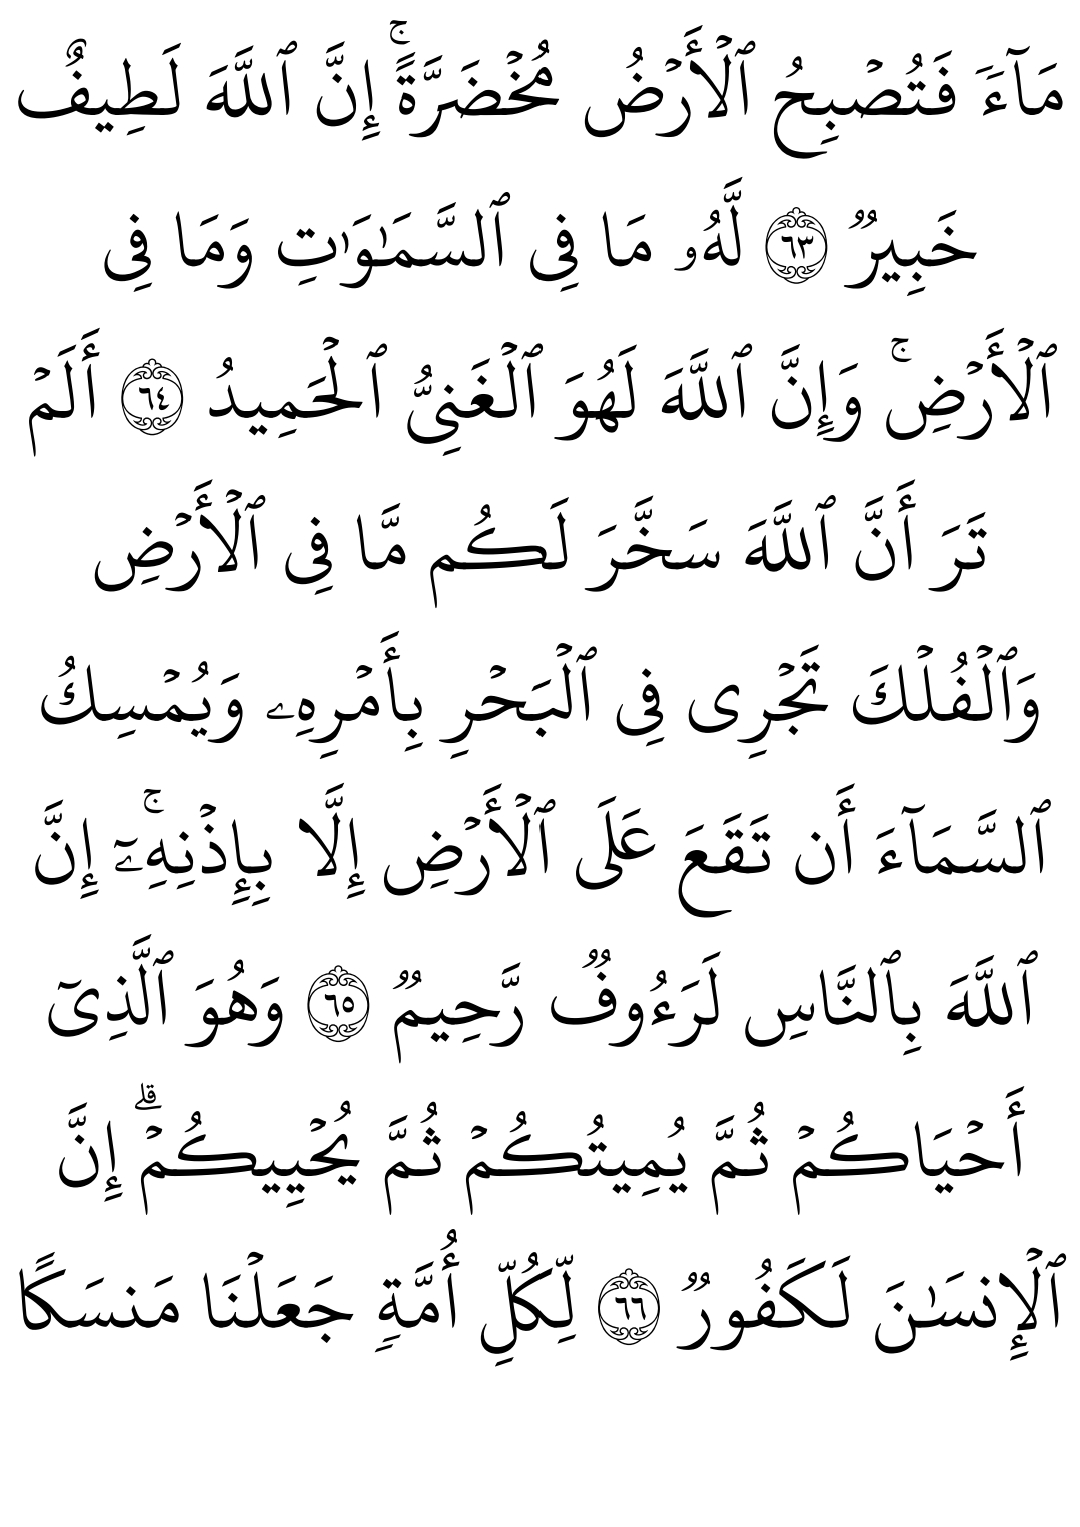 مَآءَ فَتُصۡبِحُ ٱلۡأَرۡضُ مُخۡضَرَّةًۚ إِنَّ ٱللَّهَ لَطِيفٌ
خَبِيرٞ ٦٣ لَّهُۥ مَا فِي ٱلسَّمَٰوَٰتِ وَمَا فِي
ٱلۡأَرۡضِۚ وَإِنَّ ٱللَّهَ لَهُوَ ٱلۡغَنِيُّ ٱلۡحَمِيدُ ٦٤ أَلَمۡ
تَرَ أَنَّ ٱللَّهَ سَخَّرَ لَكُم مَّا فِي ٱلۡأَرۡضِ
وَٱلۡفُلۡكَ تَجۡرِي فِي ٱلۡبَحۡرِ بِأَمۡرِهِۦ وَيُمۡسِكُ
ٱلسَّمَآءَ أَن تَقَعَ عَلَى ٱلۡأَرۡضِ إِلَّا بِإِذۡنِهِۦٓۚ إِنَّ
ٱللَّهَ بِٱلنَّاسِ لَرَءُوفٞ رَّحِيمٞ ٦٥ وَهُوَ ٱلَّذِيٓ
أَحۡيَاكُمۡ ثُمَّ يُمِيتُكُمۡ ثُمَّ يُحۡيِيكُمۡۗ إِنَّ
ٱلۡإِنسَٰنَ لَكَفُورٞ ٦٦ لِّكُلِّ أُمَّةٖ جَعَلۡنَا مَنسَكًا